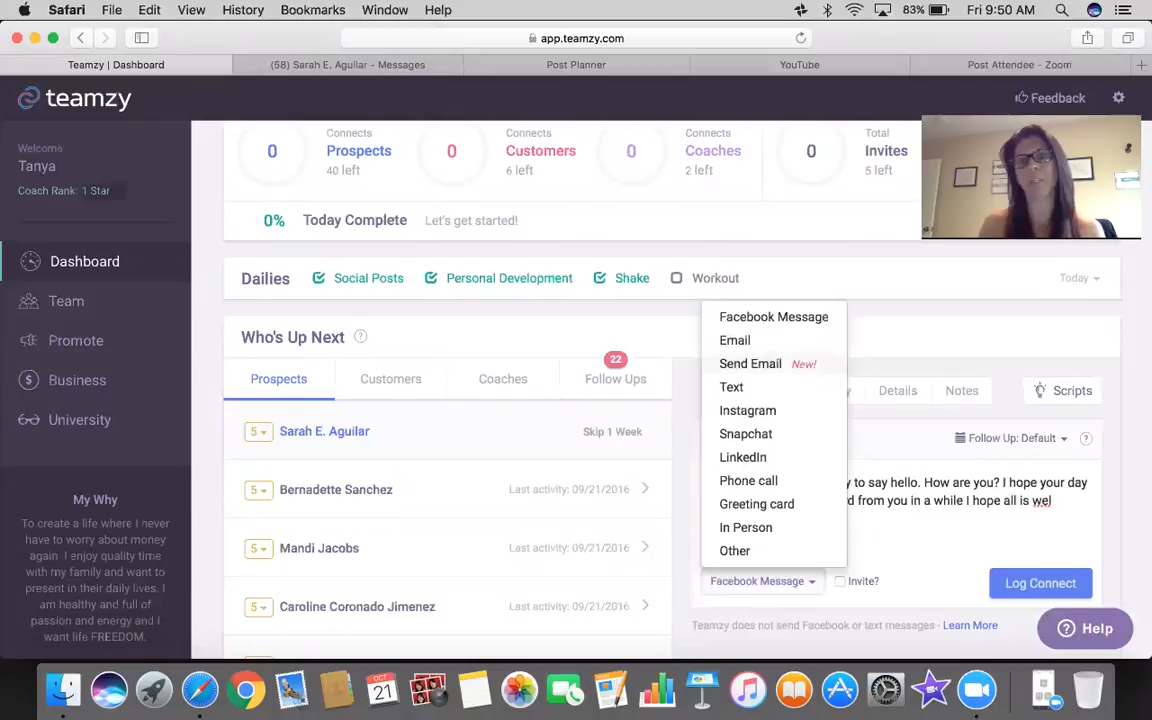 Safari File Edit View History Bookmarks Window Help 83% Fri 9:50 AM
app.teamzy.com
Teamzy | Dashboard (58) Sarah E. Aguilar - Messages Post Planner YouTube Post Attendee - Zoom
teamzy
Feedback
Welcome
Tanya
Coach Rank: 1 Star
Dashboard
Team
Promote
Business
University
My Why
To create a life where I never
have to worry about money
again. I enjoy quality time
with my family and want to
present in their daily lives. I
am healthy and full of
passion and energy and I
want life FREEDOM.
0 Connects Prospects 40 left
0 Connects Customers 6 left
0 Connects Coaches 2 left
0 Total Invites 5 left
0% Today Complete Let's get started!
Dailies Social Posts Personal Development Shake Workout Today
Who's Up Next ?
Prospects Customers Coaches Follow Ups 22
5 Sarah E. Aguilar Skip 1 Week
5 Bernadette Sanchez Last activity: 09/21/2016
5 Mandi Jacobs Last activity: 09/21/2016
5 Caroline Coronado Jimenez Last activity: 09/21/2016
Facebook Message
Email
Send Email New!
Text
Instagram
Snapchat
LinkedIn
Phone call
Greeting card
In Person
Other
y Details Notes Scripts
Follow Up: Default ?
y to say hello. How are you? I hope your day
d from you in a while I hope all is wel
Facebook Message Invite? Log Connect
Teamzy does not send Facebook or text messages - Learn More
? Help
OCT
21